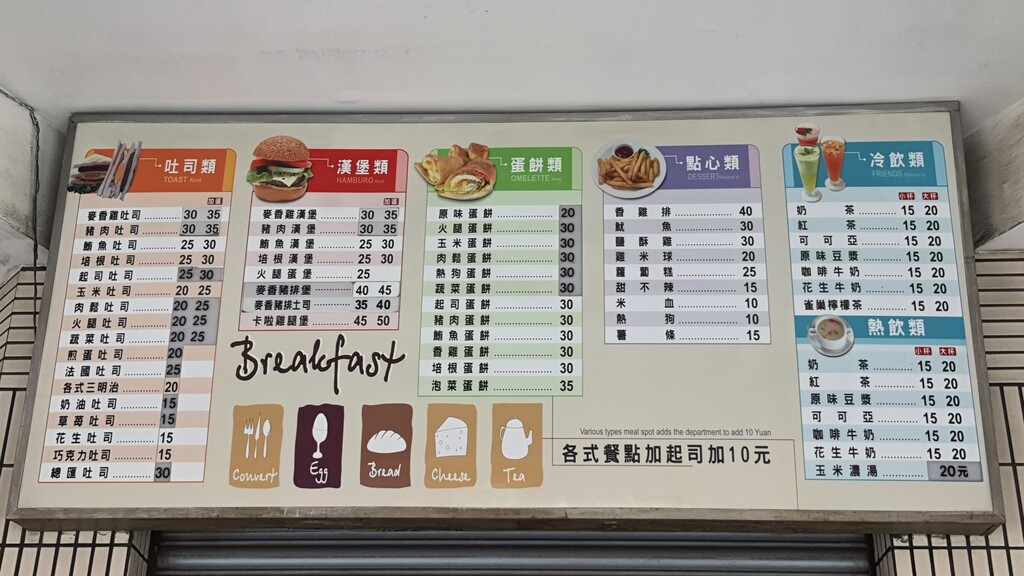 吐司類
TOAST Kind
加蛋
麥香雞吐司 30 35
豬肉吐司 30 35
鮪魚吐司 25 30
培根吐司 25 30
起司吐司 25 30
玉米吐司 20 25
肉鬆吐司 20 25
火腿吐司 20 25
蔬菜吐司 20 25
煎蛋吐司 20
法國吐司 25
各式三明治 20
奶油吐司 15
草莓吐司 15
花生吐司 15
巧克力吐司 15
總匯吐司 30
漢堡類
HAMBURG Kind
加蛋
麥香雞漢堡 30 35
豬肉漢堡 30 35
鮪魚漢堡 25 30
培根漢堡 25 30
火腿蛋堡 25
麥香豬排堡 40 45
麥香豬排土司 35 40
卡啦雞腿堡 45 50
蛋餅類
OMELETTE Kind
原味蛋餅 20
火腿蛋餅 30
玉米蛋餅 30
肉鬆蛋餅 30
熱狗蛋餅 30
蔬菜蛋餅 30
起司蛋餅 30
豬肉蛋餅 30
鮪魚蛋餅 30
香雞蛋餅 30
培根蛋餅 30
泡菜蛋餅 35
點心類
DESSERT
香雞排 40
魷魚 30
鹽酥雞 30
雞米球 20
蘿蔔糕 25
甜不辣 15
米血 10
熱狗 10
薯條 15
冷飲類
FRIENDS
小杯 大杯
奶茶 15 20
紅茶 15 20
可可亞 15 20
原味豆漿 15 20
咖啡牛奶 15 20
花生牛奶 15 20
雀巢檸檬茶 15 20
熱飲類
小杯 大杯
奶茶 15 20
紅茶 15 20
原味豆漿 15 20
可可亞 15 20
咖啡牛奶 15 20
花生牛奶 15 20
玉米濃湯 20元
Breakfast
Convert
Egg
Bread
Cheese
Tea
Various types meal spot adds the department to add 10 Yuan
各式餐點加起司加10元